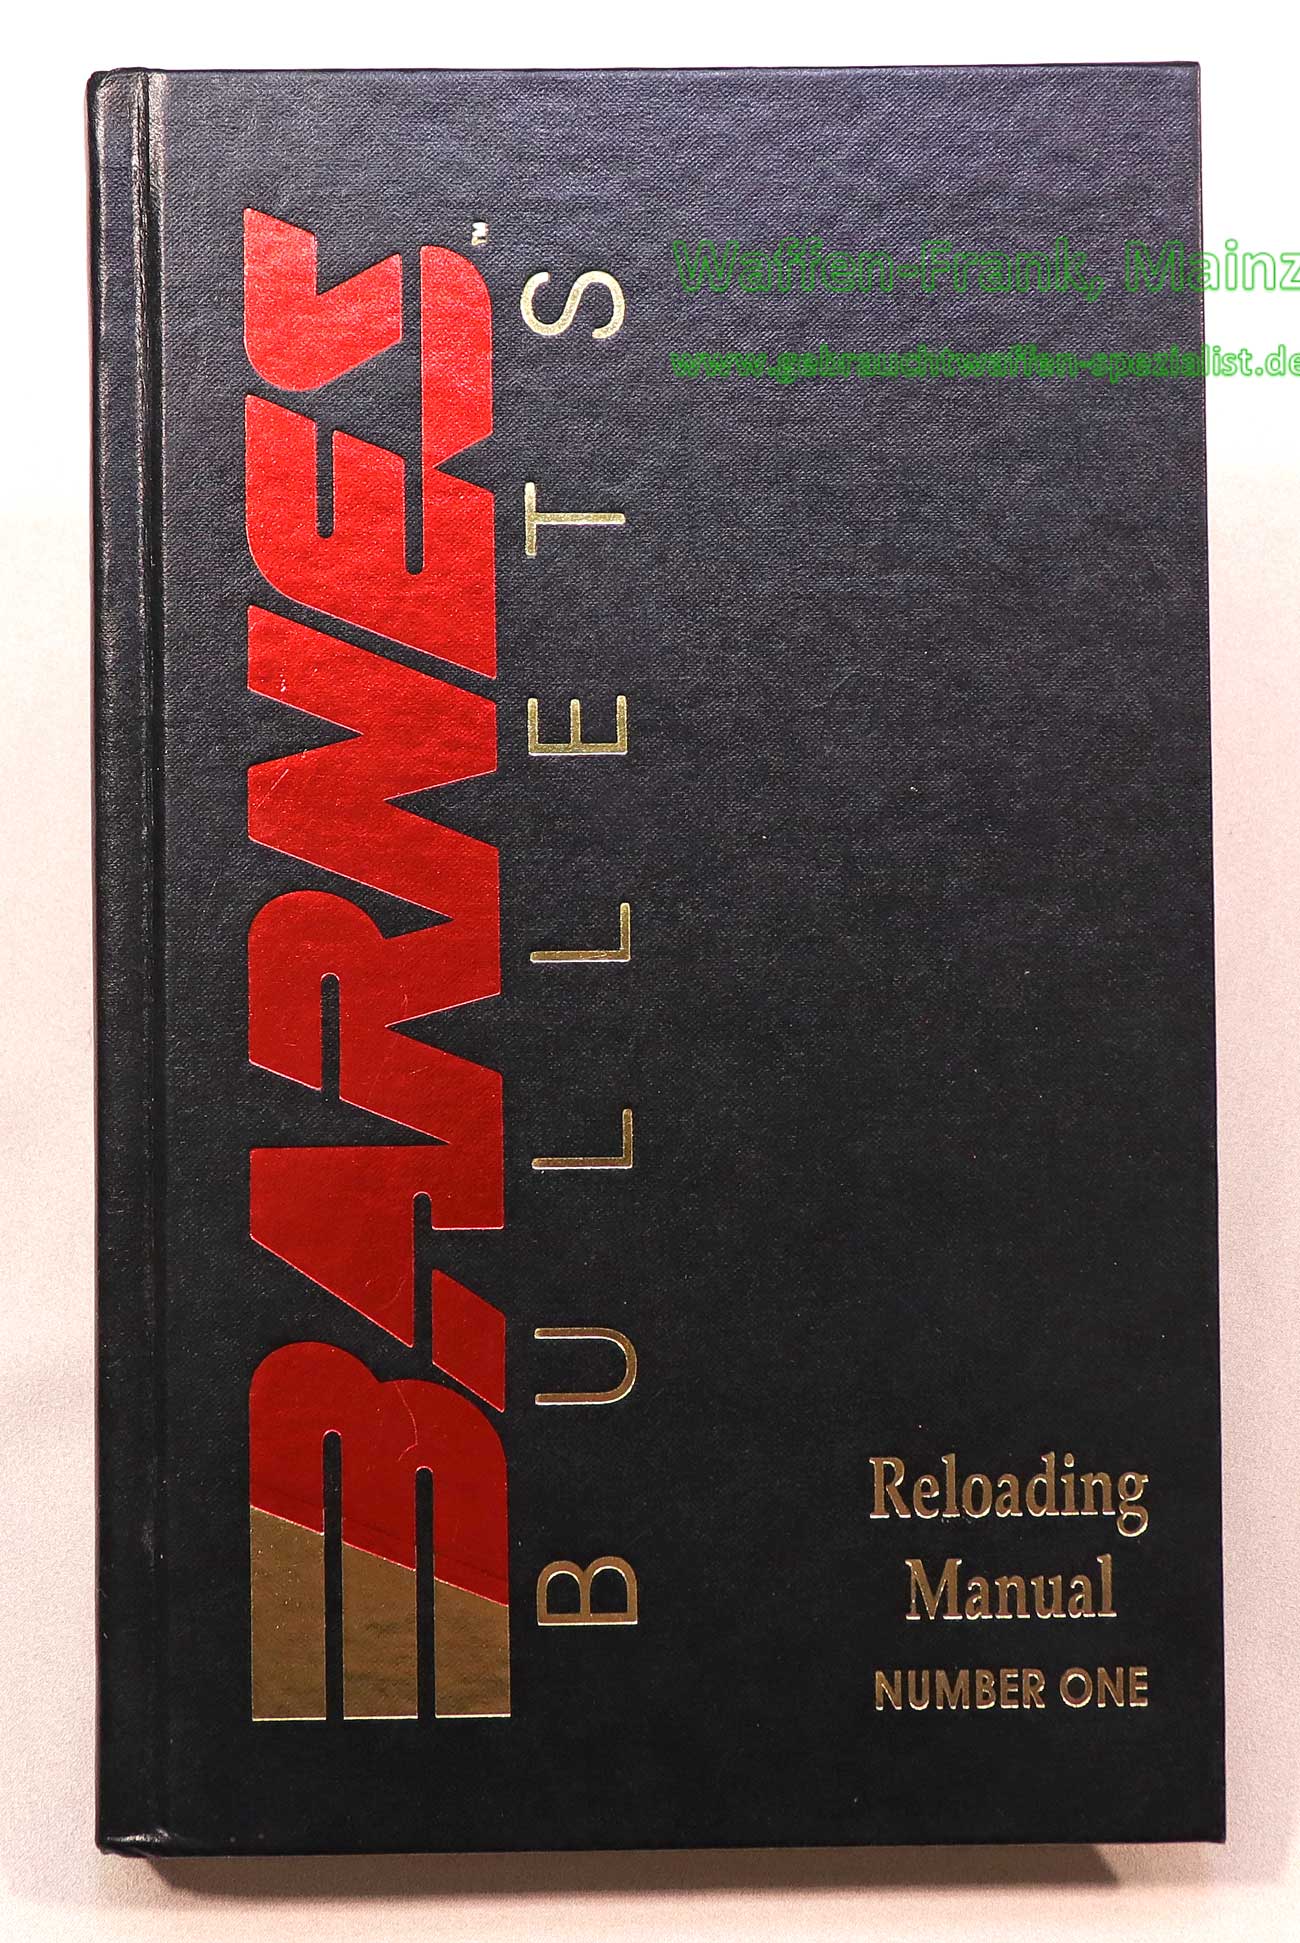 BARNES™
BULLETS
Waffen-Frank, Mainz
www.gebrauchtwaffen-spezialist.de
Reloading
Manual
NUMBER ONE